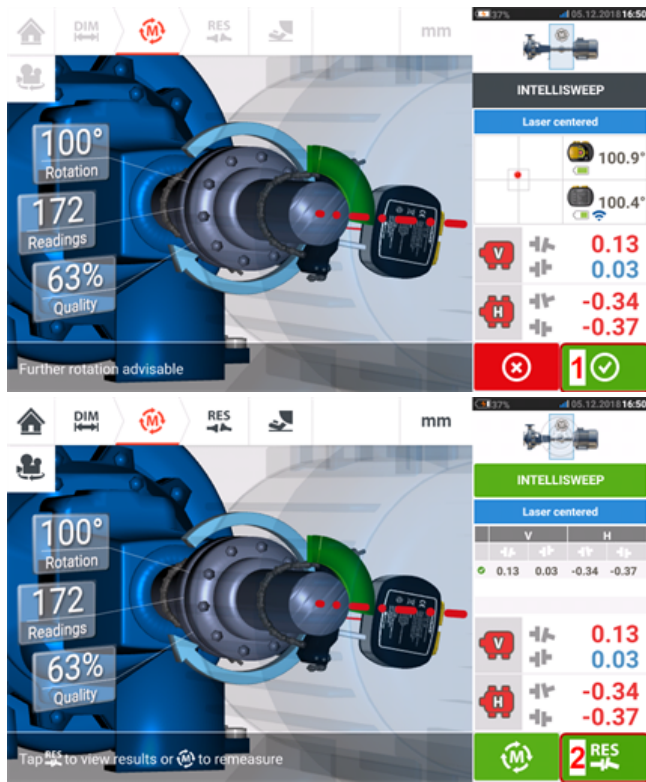 DIM
M
RES
mm
37%
05.12.2018 16:50
100°
Rotation
172
Readings
63%
Quality
Further rotation advisable
INTELLISWEEP
Laser centered
100.9°
100.4°
V
0.13
0.03
H
-0.34
-0.37
1
DIM
M
RES
mm
37%
05.12.2018 16:50
100°
Rotation
172
Readings
63%
Quality
Tap RES to view results or M to remeasure
INTELLISWEEP
Laser centered
V H
0.13 0.03 -0.34 -0.37
V
0.13
0.03
H
-0.34
-0.37
M
2 RES